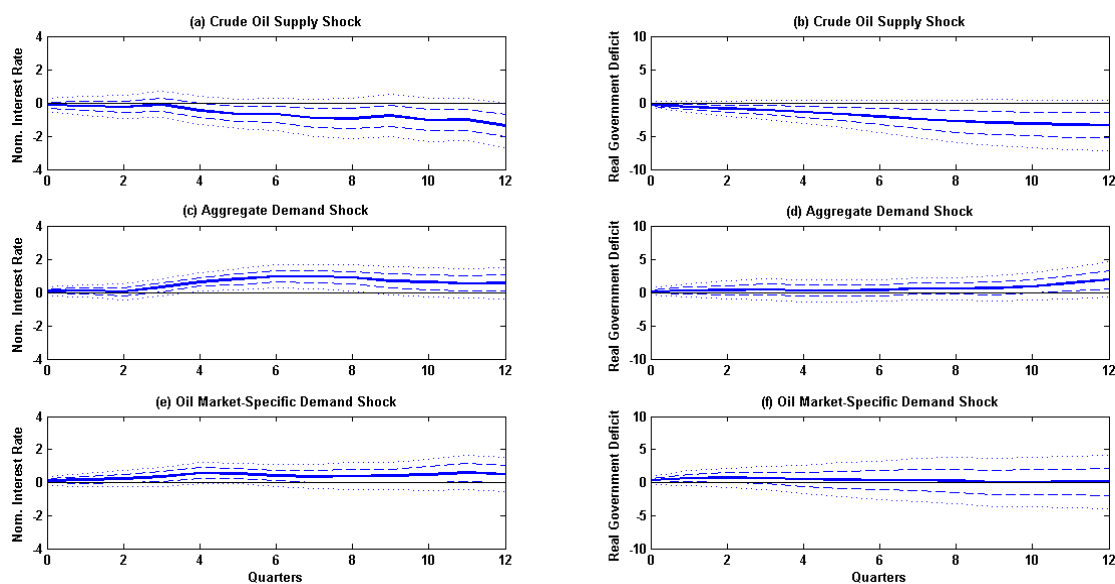 (a) Crude Oil Supply Shock
Nom. Interest Rate
4
2
0
-2
-4
0 2 4 6 8 10 12
(b) Crude Oil Supply Shock
Real Government Deficit
10
5
0
-5
-10
0 2 4 6 8 10 12
(c) Aggregate Demand Shock
Nom. Interest Rate
4
2
0
-2
-4
0 2 4 6 8 10 12
(d) Aggregate Demand Shock
Real Government Deficit
10
5
0
-5
-10
0 2 4 6 8 10 12
(e) Oil Market-Specific Demand Shock
Nom. Interest Rate
4
2
0
-2
-4
0 2 4 6 8 10 12
Quarters
(f) Oil Market-Specific Demand Shock
Real Government Deficit
10
5
0
-5
-10
0 2 4 6 8 10 12
Quarters